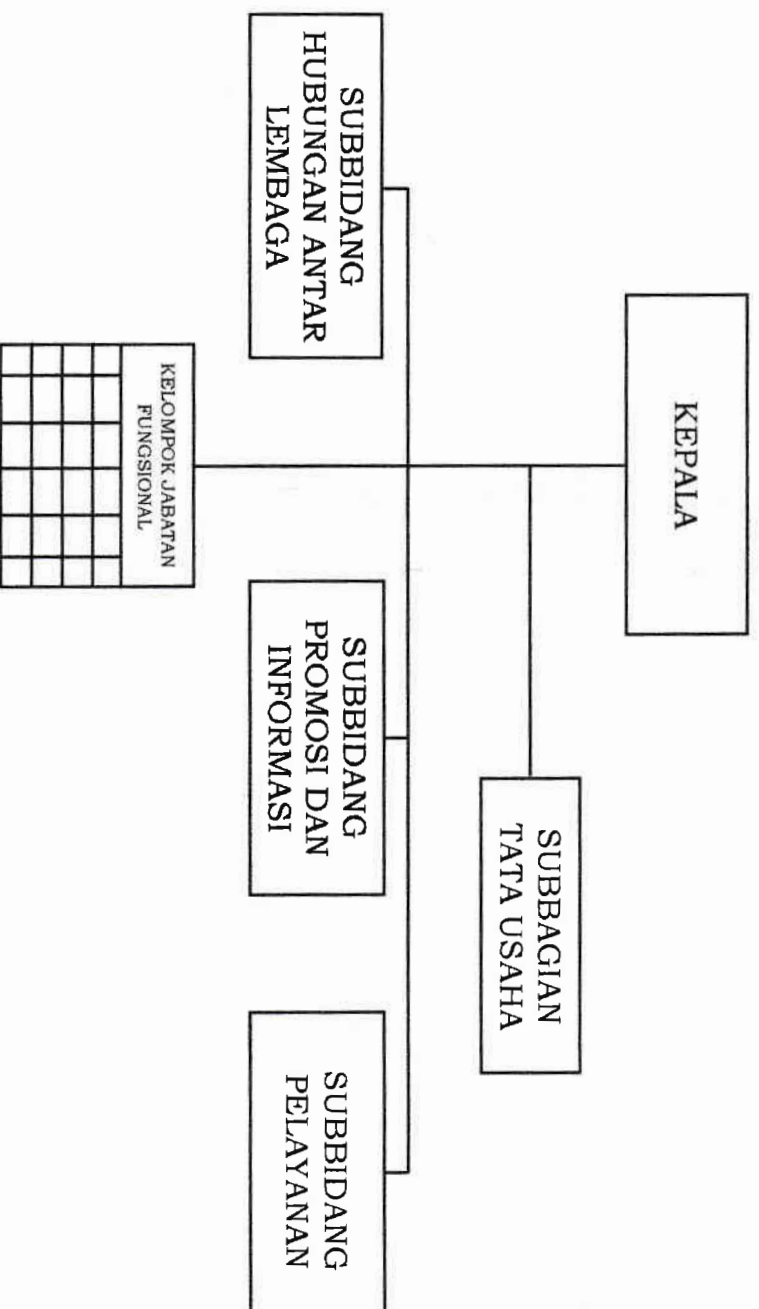 KEPALA
SUBBAGIAN
TATA USAHA
SUBBIDANG
HUBUNGAN ANTAR
LEMBAGA
SUBBIDANG
PROMOSI DAN
INFORMASI
SUBBIDANG
PELAYANAN
KELOMPOK JABATAN
FUNGSIONAL